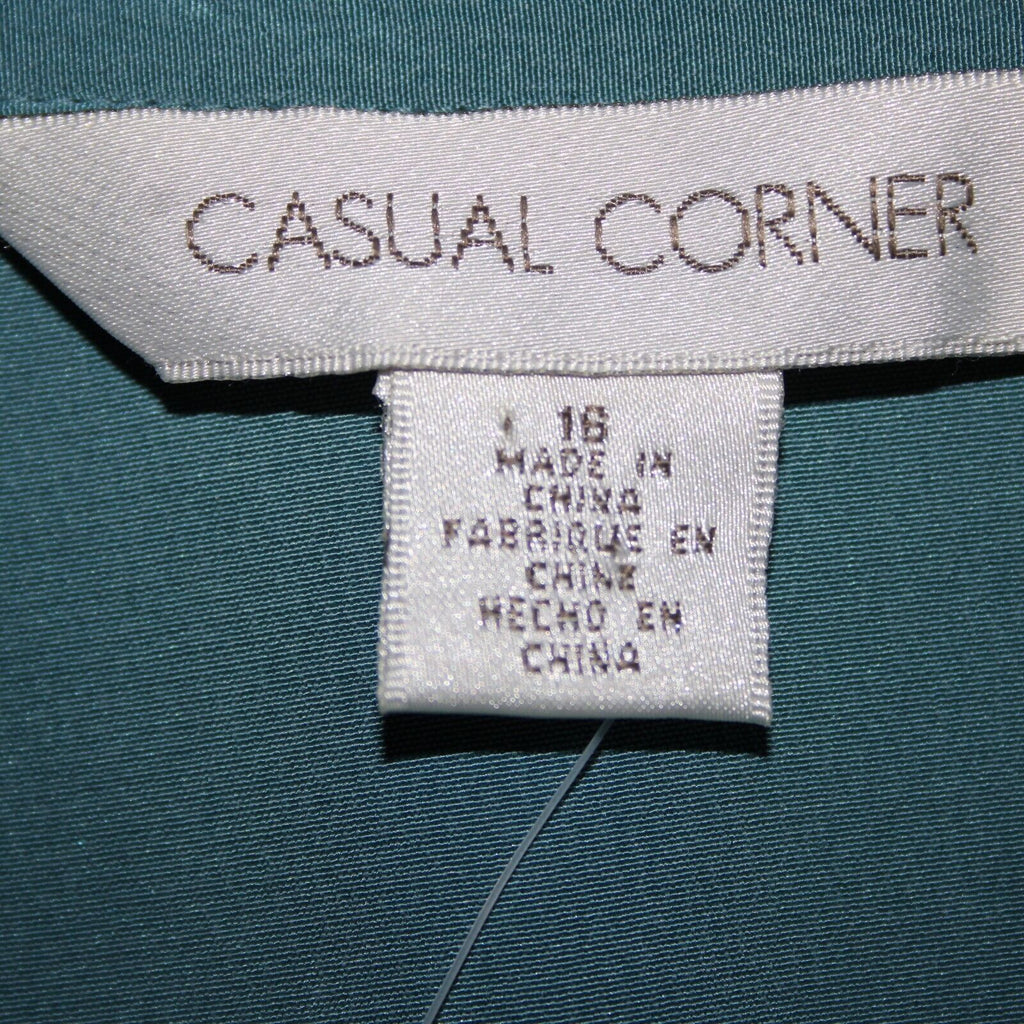 CASUAL CORNER
16
MADE IN
CHINA
FABRIQUE EN
CHINE
HECHO EN
CHINA